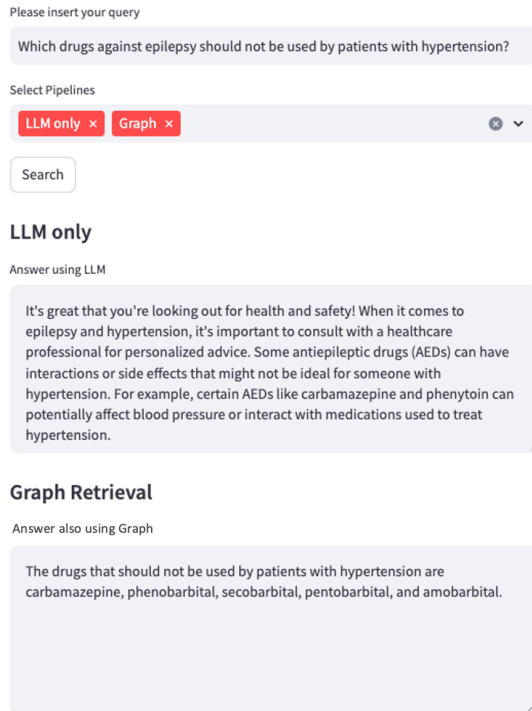 Please insert your query
Which drugs against epilepsy should not be used by patients with hypertension?
Select Pipelines
LLM only × Graph ×
Search
LLM only
Answer using LLM
It's great that you're looking out for health and safety! When it comes to
epilepsy and hypertension, it's important to consult with a healthcare
professional for personalized advice. Some antiepileptic drugs (AEDs) can have
interactions or side effects that might not be ideal for someone with
hypertension. For example, certain AEDs like carbamazepine and phenytoin can
potentially affect blood pressure or interact with medications used to treat
hypertension.
Graph Retrieval
Answer also using Graph
The drugs that should not be used by patients with hypertension are
carbamazepine, phenobarbital, secobarbital, pentobarbital, and amobarbital.